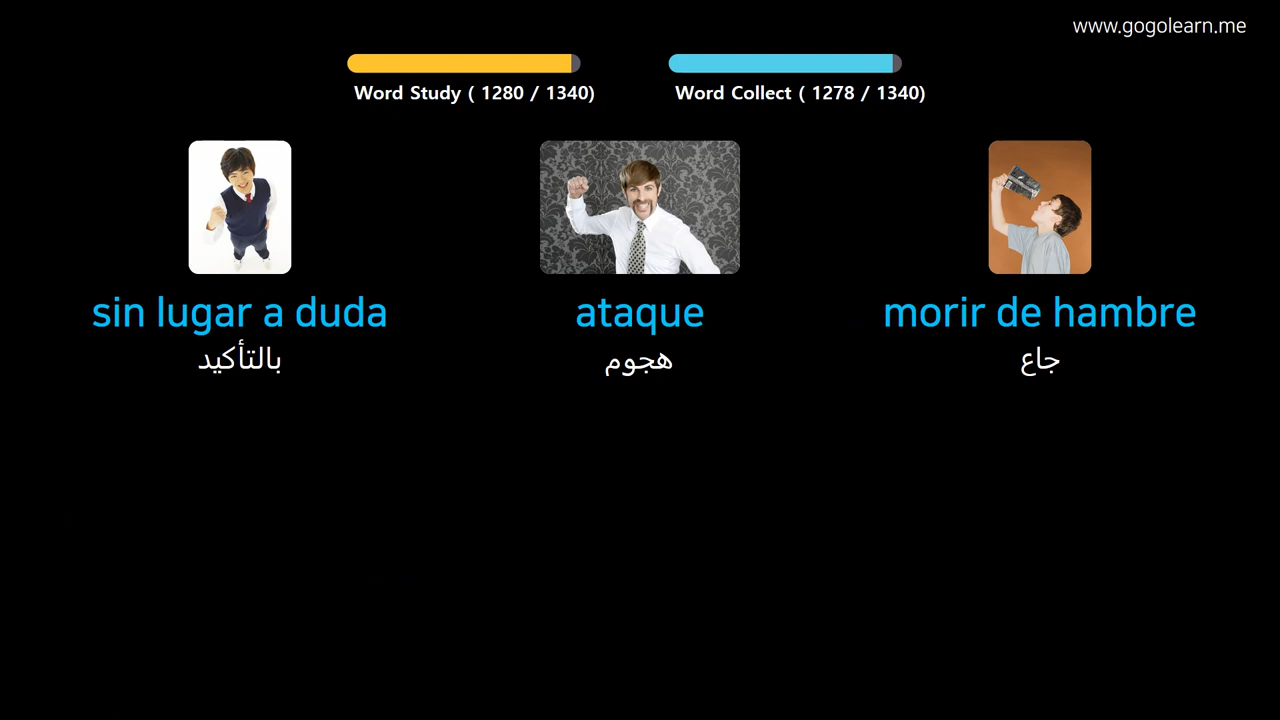 www.gogolearn.me
Word Study ( 1280 / 1340)
Word Collect ( 1278 / 1340)
sin lugar a duda
بالتأكيد
ataque
هجوم
morir de hambre
جاع